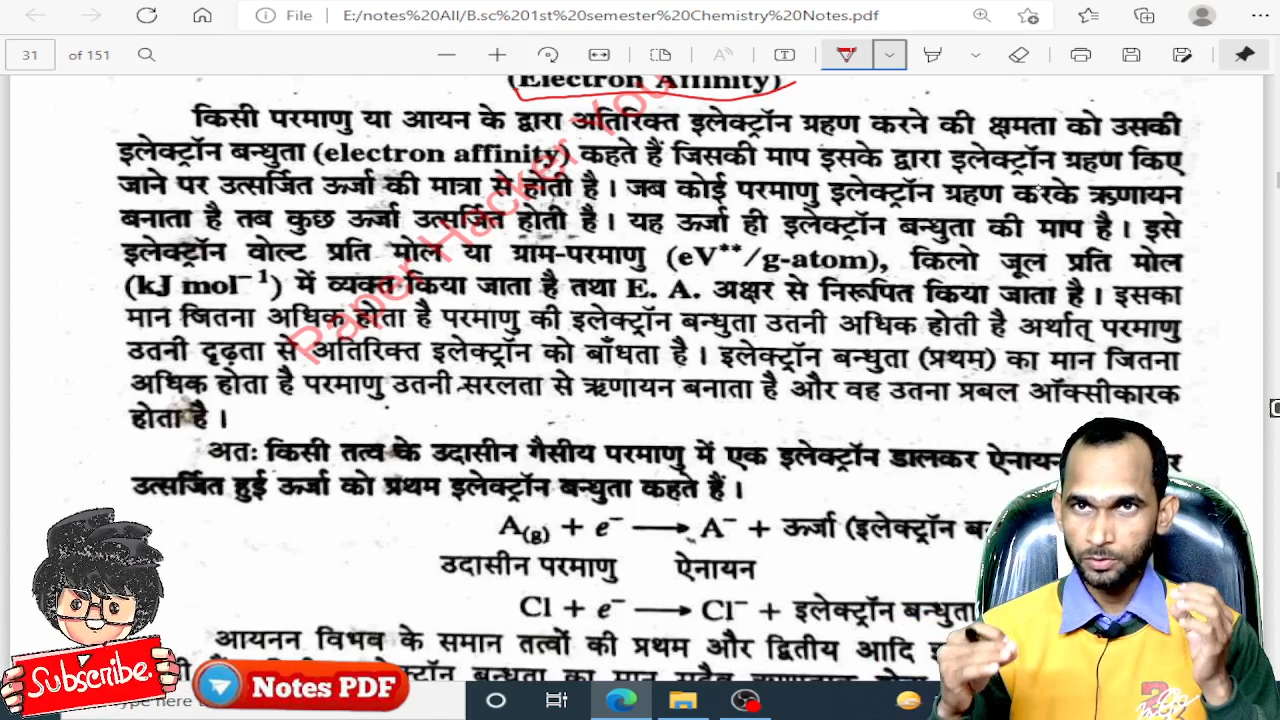 File E:/notes%20All/B.sc%201st%20semester%20Chemistry%20Notes.pdf
31 of 151
(Electron Affinity)
किसी परमाणु या आयन के द्वारा अतिरिक्त इलेक्ट्रॉन ग्रहण करने की क्षमता को उसकी
इलेक्ट्रॉन बन्धुता (electron affinity) कहते हैं जिसकी माप इसके द्वारा इलेक्ट्रॉन ग्रहण किए
जाने पर उत्सर्जित ऊर्जा की मात्रा से होती है। जब कोई परमाणु इलेक्ट्रॉन ग्रहण करके ऋणायन
बनाता है तब कुछ ऊर्जा उत्सर्जित होती है। यह ऊर्जा ही इलेक्ट्रॉन बन्धुता की माप है। इसे
इलेक्ट्रॉन वोल्ट प्रति मोल या ग्राम-परमाणु (eV**/g-atom), किलो जूल प्रति मोल
(kJ mol⁻¹) में व्यक्त किया जाता है तथा E. A. अक्षर से निरूपित किया जाता है। इसका
मान जितना अधिक होता है परमाणु की इलेक्ट्रॉन बन्धुता उतनी अधिक होती है अर्थात् परमाणु
उतनी दृढ़ता से अतिरिक्त इलेक्ट्रॉन को बाँधता है। इलेक्ट्रॉन बन्धुता (प्रथम) का मान जितना
अधिक होता है परमाणु उतनी सरलता से ऋणायन बनाता है और वह उतना प्रबल ऑक्सीकारक
होता है।
Paper Hacker You
अतः किसी तत्व के उदासीन गैसीय परमाणु में एक इलेक्ट्रॉन डालकर ऐनायन
उत्सर्जित हुई ऊर्जा को प्रथम इलेक्ट्रॉन बन्धुता कहते हैं।
A(g) + e⁻ ⟶ A⁻ + ऊर्जा (इलेक्ट्रॉन
उदासीन परमाणु ऐनायन
Cl + e⁻ ⟶ Cl⁻ + इलेक्ट्रॉन बन्धुता
आयनन विभव के समान तत्वों की प्रथम और द्वितीय आदि
Subscribe
Notes PDF